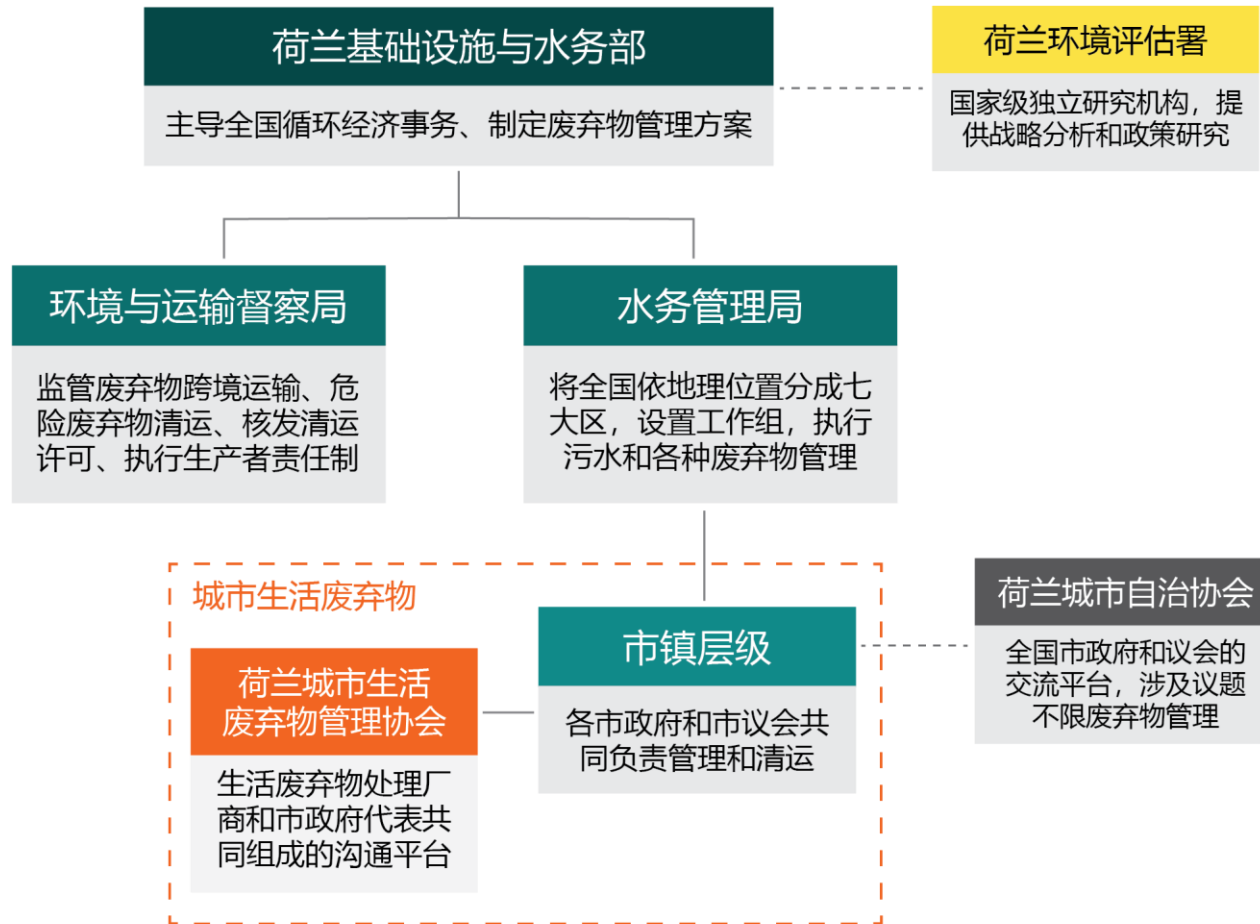 荷兰基础设施与水务部
主导全国循环经济事务、制定废弃物管理方案
荷兰环境评估署
国家级独立研究机构，提
供战略分析和政策研究
环境与运输督察局
监管废弃物跨境运输、危
险废弃物清运、核发清运
许可、执行生产者责任制
水务管理局
将全国依地理位置分成七
大区，设置工作组，执行
污水和各种废弃物管理
城市生活废弃物
荷兰城市生活
废弃物管理协会
生活废弃物处理厂
商和市政府代表共
同组成的沟通平台
市镇层级
各市政府和市议会共
同负责管理和清运
荷兰城市自治协会
全国市政府和议会的
交流平台，涉及议题
不限废弃物管理